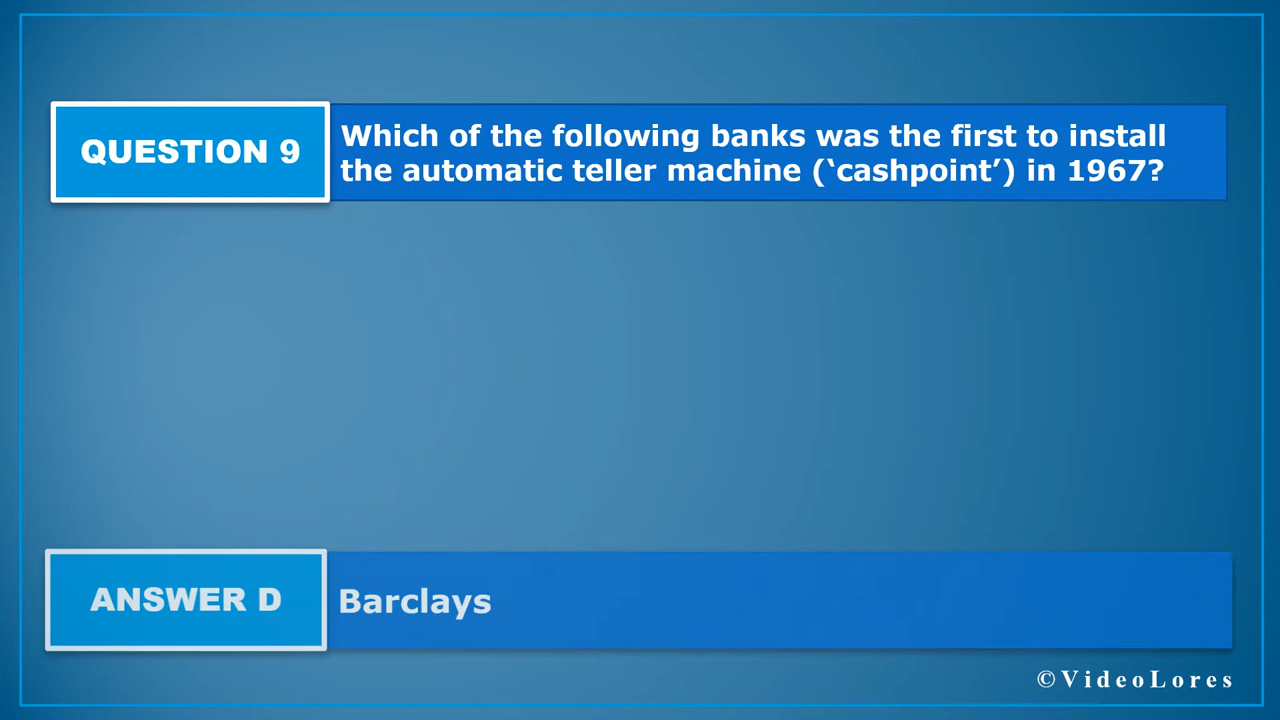 QUESTION 9
Which of the following banks was the first to install
the automatic teller machine (‘cashpoint’) in 1967?
ANSWER D
Barclays
©VideoLores